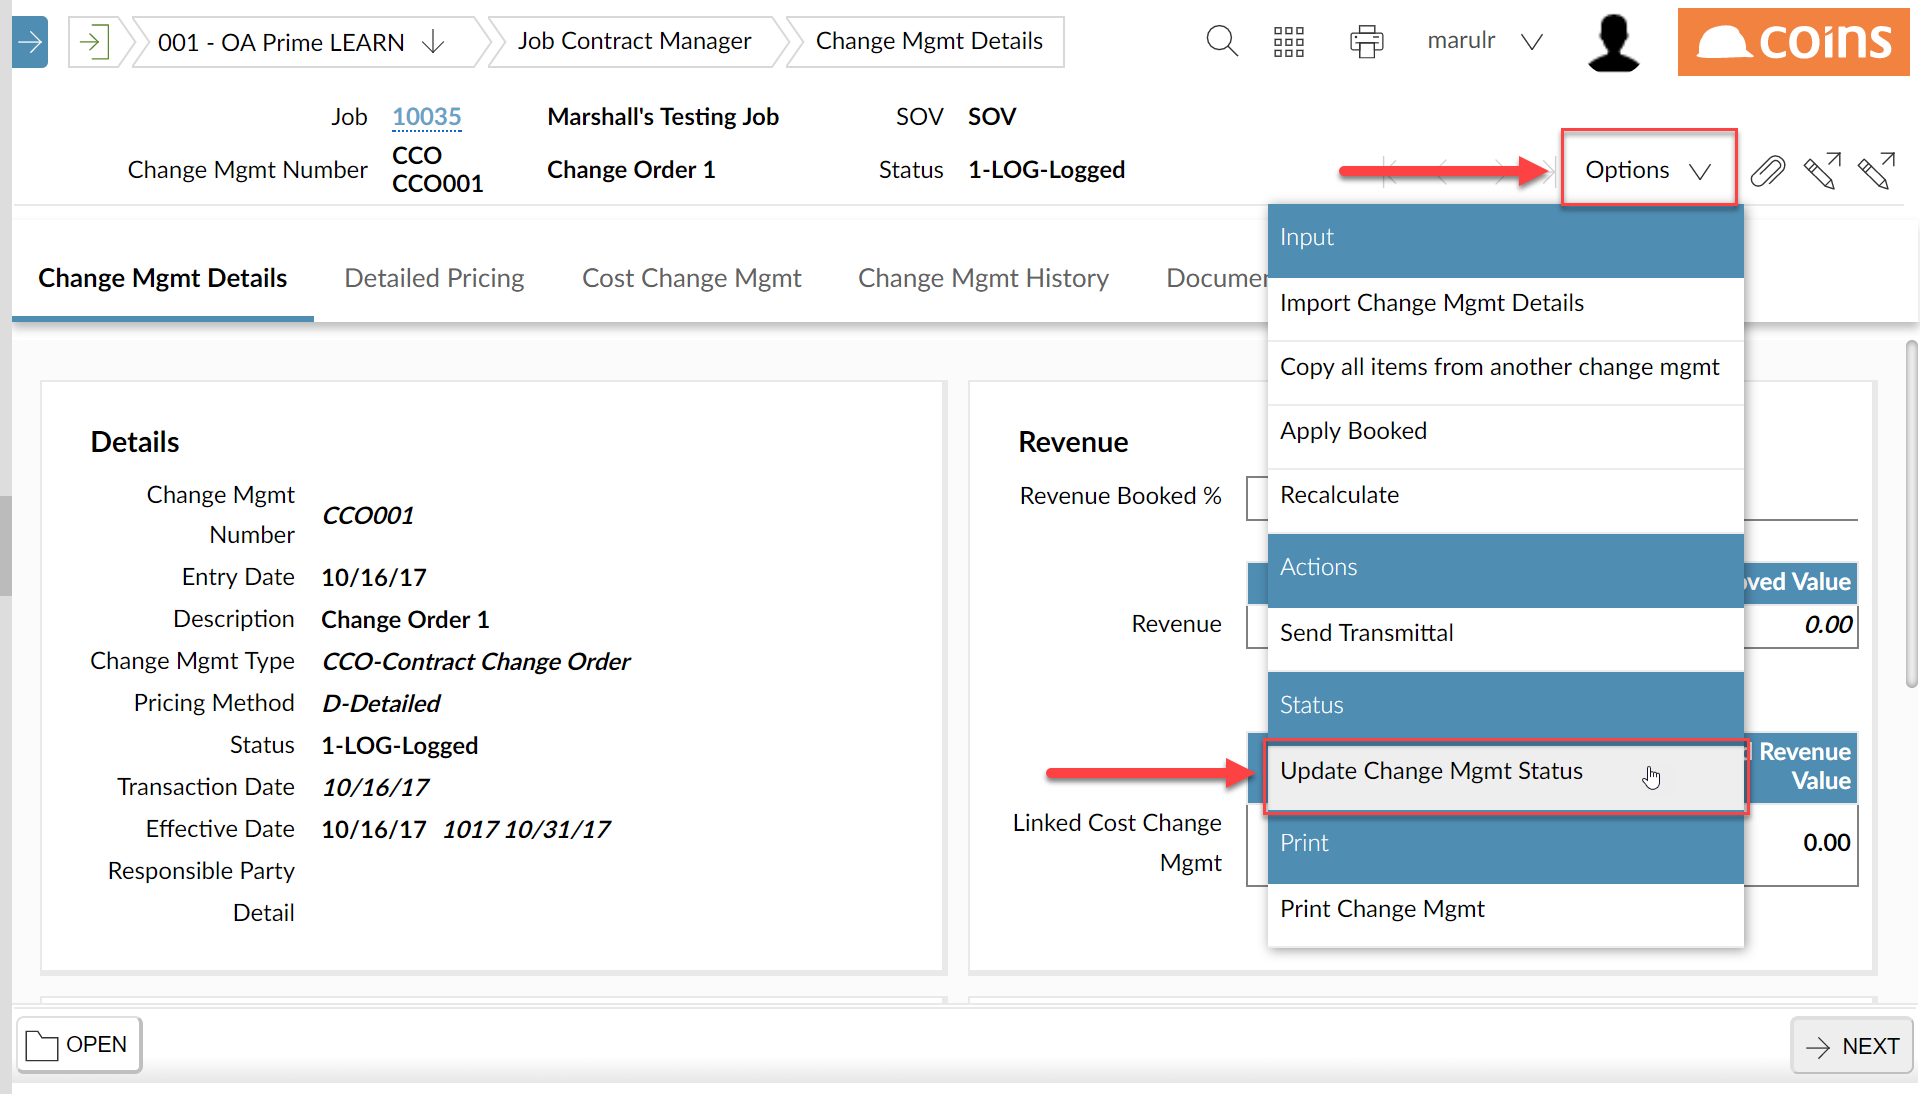 001 - OA Prime LEARN
Job Contract Manager
Change Mgmt Details
marulr
coins
Job 10035 Marshall's Testing Job SOV SOV
Change Mgmt Number CCO CCO001 Change Order 1 Status 1-LOG-Logged
Options
Change Mgmt Details Detailed Pricing Cost Change Mgmt Change Mgmt History Documen
Input
Import Change Mgmt Details
Copy all items from another change mgmt
Apply Booked
Recalculate
Actions
Send Transmittal
Status
Update Change Mgmt Status
Print
Print Change Mgmt
Details
Change Mgmt Number CCO001
Entry Date 10/16/17
Description Change Order 1
Change Mgmt Type CCO-Contract Change Order
Pricing Method D-Detailed
Status 1-LOG-Logged
Transaction Date 10/16/17
Effective Date 10/16/17 1017 10/31/17
Responsible Party
Detail
Revenue
Revenue Booked %
oved Value
Revenue 0.00
Revenue
Value
Linked Cost Change Mgmt 0.00
OPEN
NEXT